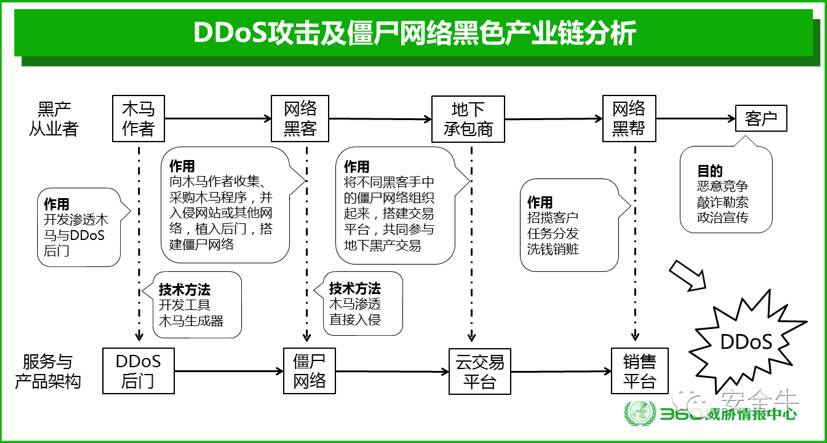 DDoS攻击及僵尸网络黑色产业链分析
黑产
从业者
木马
作者
网络
黑客
地下
承包商
网络
黑帮
客户
作用
开发渗透木
马与DDoS
后门
作用
向木马作者收集、
采购木马程序，并
入侵网站或其他网
络，植入后门，搭
建僵尸网络
作用
将不同黑客手中
的僵尸网络组织
起来，搭建交易
平台，共同参与
地下黑产交易
作用
招揽客户
任务分发
洗钱销赃
目的
恶意竞争
敲诈勒索
政治宣传
技术方法
开发工具
木马生成器
技术方法
木马渗透
直接入侵
DDoS
服务与
产品架构
DDoS
后门
僵尸
网络
云交易
平台
销售
平台
安全牛
360威胁情报中心